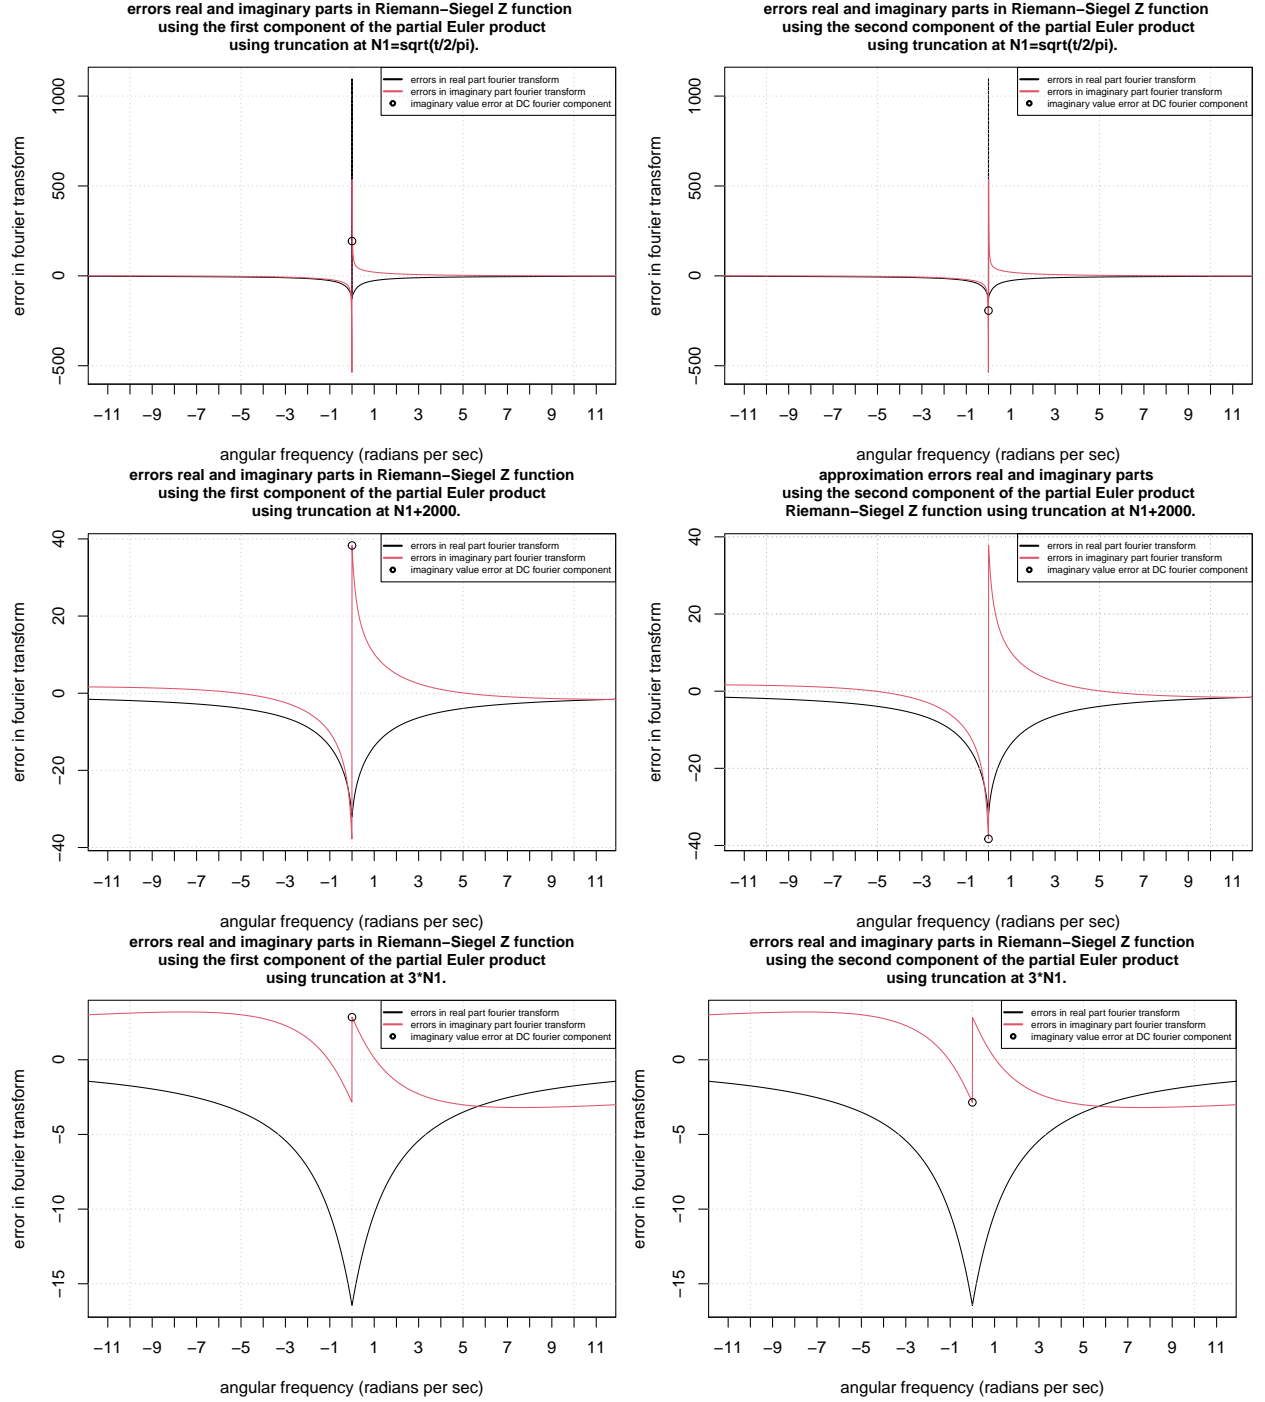 errors real and imaginary parts in Riemann−Siegel Z function
using the first component of the partial Euler product
using truncation at N1=sqrt(t/2/pi).
error in fourier transform
1000
500
0
−500
errors in real part fourier transform
errors in imaginary part fourier transform
imaginary value error at DC fourier component
−11 −9 −7 −5 −3 −1 1 3 5 7 9 11
angular frequency (radians per sec)
errors real and imaginary parts in Riemann−Siegel Z function
using the second component of the partial Euler product
using truncation at N1=sqrt(t/2/pi).
error in fourier transform
1000
500
0
−500
errors in real part fourier transform
errors in imaginary part fourier transform
imaginary value error at DC fourier component
−11 −9 −7 −5 −3 −1 1 3 5 7 9 11
angular frequency (radians per sec)
errors real and imaginary parts in Riemann−Siegel Z function
using the first component of the partial Euler product
using truncation at N1+2000.
error in fourier transform
40
20
0
−20
−40
errors in real part fourier transform
errors in imaginary part fourier transform
imaginary value error at DC fourier component
−11 −9 −7 −5 −3 −1 1 3 5 7 9 11
angular frequency (radians per sec)
approximation errors real and imaginary parts
using the second component of the partial Euler product
Riemann−Siegel Z function using truncation at N1+2000.
error in fourier transform
40
20
0
−20
−40
errors in real part fourier transform
errors in imaginary part fourier transform
imaginary value error at DC fourier component
−11 −9 −7 −5 −3 −1 1 3 5 7 9 11
angular frequency (radians per sec)
errors real and imaginary parts in Riemann−Siegel Z function
using the first component of the partial Euler product
using truncation at 3*N1.
error in fourier transform
0
−5
−10
−15
errors in real part fourier transform
errors in imaginary part fourier transform
imaginary value error at DC fourier component
−11 −9 −7 −5 −3 −1 1 3 5 7 9 11
angular frequency (radians per sec)
errors real and imaginary parts in Riemann−Siegel Z function
using the second component of the partial Euler product
using truncation at 3*N1.
error in fourier transform
0
−5
−10
−15
errors in real part fourier transform
errors in imaginary part fourier transform
imaginary value error at DC fourier component
−11 −9 −7 −5 −3 −1 1 3 5 7 9 11
angular frequency (radians per sec)